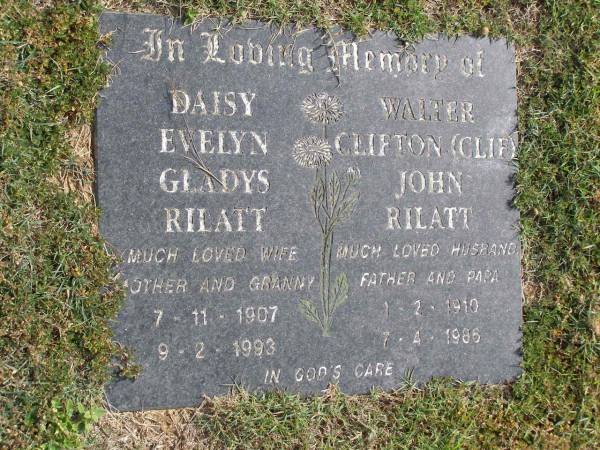 In Loving Memory of
DAISY
EVELYN
GLADYS
RILATT
MUCH LOVED WIFE
MOTHER AND GRANNY
7 - 11 - 1907
9 - 2 - 1993
WALTER
CLIFTON (CLIF)
JOHN
RILATT
MUCH LOVED HUSBAND
FATHER AND PAPA
1 - 2 - 1910
7 - 4 - 1986
IN GOD'S CARE